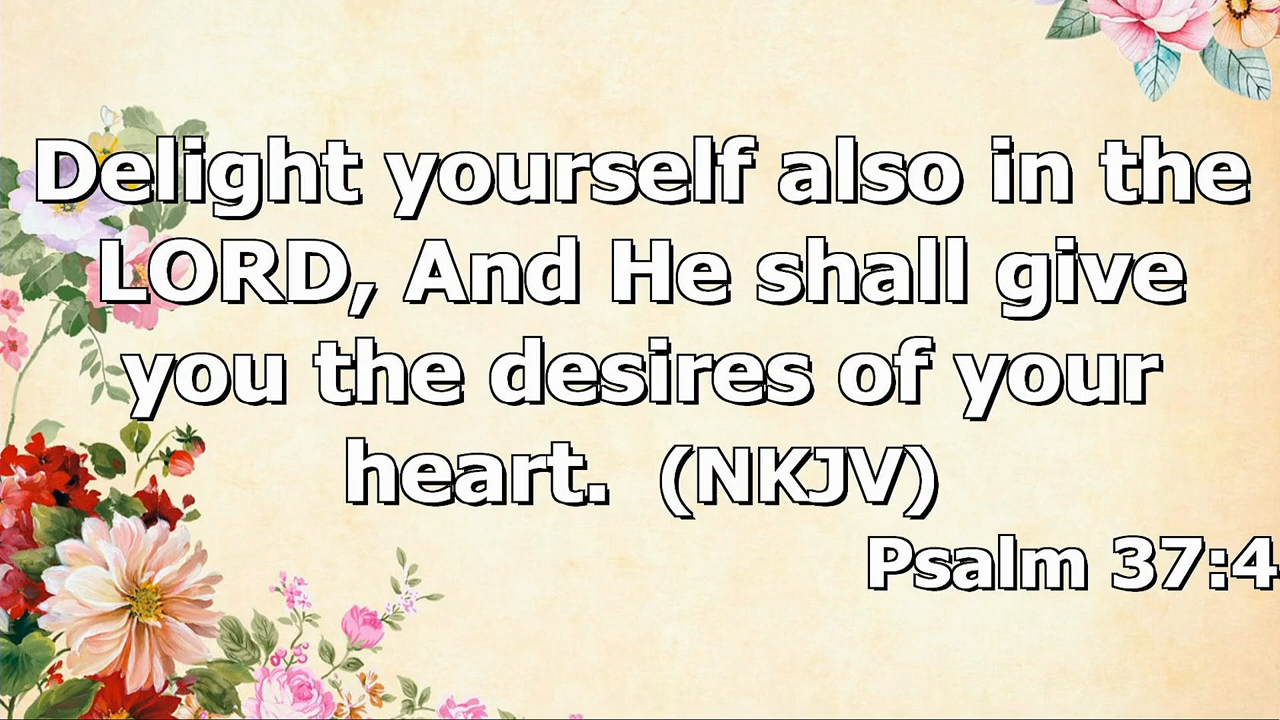 Delight yourself also in the
LORD, And He shall give
you the desires of your
heart.  (NKJV)
Psalm 37:4